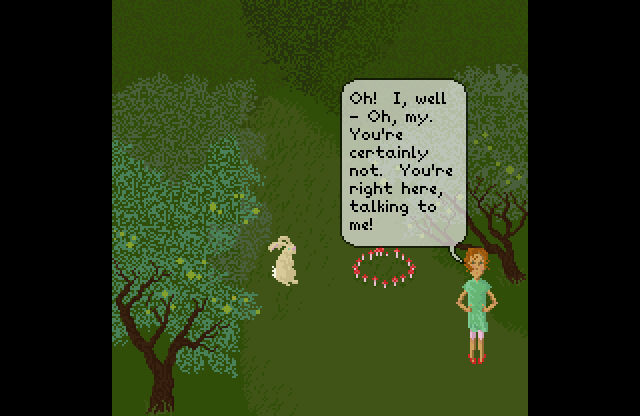 Oh!  I, well
- Oh, my.
You're
certainly
not.  You're
right here,
talking to
me!